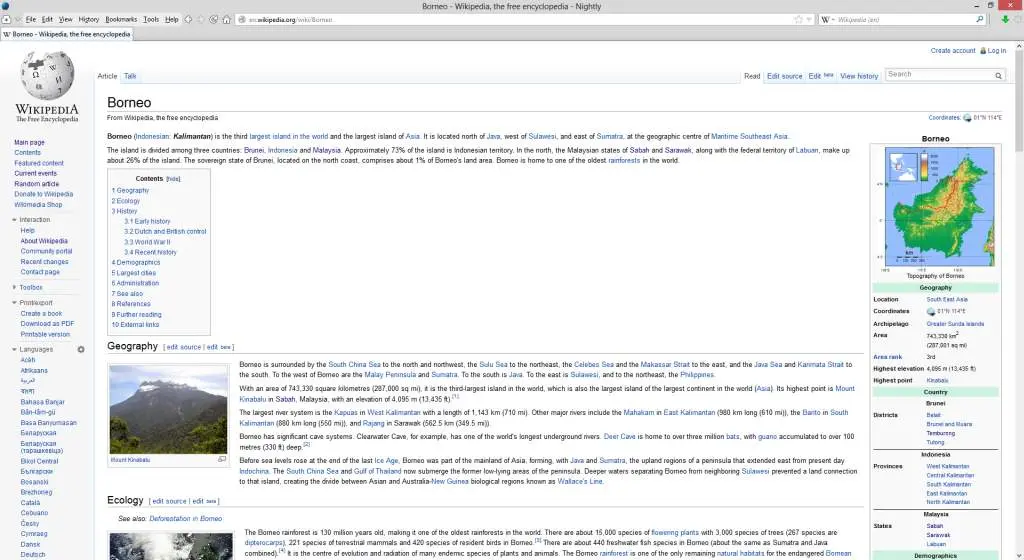 Borneo - Wikipedia, the free encyclopedia - Nightly
File Edit View History Bookmarks Tools Help
en.wikipedia.org/wiki/Borneo
Wikipedia (en)
Borneo - Wikipedia, the free encyclopedia
Create account Log in
Article Talk
Read Edit source Edit beta View history Search
WIKIPEDIA
The Free Encyclopedia
Main page
Contents
Featured content
Current events
Random article
Donate to Wikipedia
Wikimedia Shop
Interaction
Help
About Wikipedia
Community portal
Recent changes
Contact page
Toolbox
Print/export
Create a book
Download as PDF
Printable version
Languages
Acèh
Afrikaans
العربية
বাংলা
Bahasa Banjar
Bân-lâm-gú
Basa Banyumasan
Беларуская
Беларуская
(тарашкевіца)
Bikol Central
Български
Bosanski
Brezhoneg
Català
Cebuano
Česky
Cymraeg
Dansk
Deutsch
Borneo
From Wikipedia, the free encyclopedia
Coordinates: 01°N 114°E
Borneo (Indonesian: Kalimantan) is the third largest island in the world and the largest island of Asia. It is located north of Java, west of Sulawesi, and east of Sumatra, at the geographic centre of Maritime Southeast Asia.
The island is divided among three countries: Brunei, Indonesia and Malaysia. Approximately 73% of the island is Indonesian territory. In the north, the Malaysian states of Sabah and Sarawak, along with the federal territory of Labuan, make up
about 26% of the island. The sovereign state of Brunei, located on the north coast, comprises about 1% of Borneo's land area. Borneo is home to one of the oldest rainforests in the world.
Contents [hide]
1 Geography
2 Ecology
3 History
3.1 Early history
3.2 Dutch and British control
3.3 World War II
3.4 Recent history
4 Demographics
5 Largest cities
6 Administration
7 See also
8 References
9 Further reading
10 External links
Geography [ edit source | edit beta ]
Borneo is surrounded by the South China Sea to the north and northwest, the Sulu Sea to the northeast, the Celebes Sea and the Makassar Strait to the east, and the Java Sea and Karimata Strait to
the south. To the west of Borneo are the Malay Peninsula and Sumatra. To the south is Java. To the east is Sulawesi, and to the northeast, the Philippines.
With an area of 743,330 square kilometres (287,000 sq mi), it is the third-largest island in the world, which is also the largest island of the largest continent in the world (Asia). Its highest point is Mount
Kinabalu in Sabah, Malaysia, with an elevation of 4,095 m (13,435 ft).[1]
The largest river system is the Kapuas in West Kalimantan with a length of 1,143 km (710 mi). Other major rivers include the Mahakam in East Kalimantan (980 km long (610 mi)), the Barito in South
Kalimantan (880 km long (550 mi)), and Rajang in Sarawak (562.5 km (349.5 mi)).
Borneo has significant cave systems. Clearwater Cave, for example, has one of the world's longest underground rivers. Deer Cave is home to over three million bats, with guano accumulated to over 100
metres (330 ft) deep.[2]
Before sea levels rose at the end of the last Ice Age, Borneo was part of the mainland of Asia, forming, with Java and Sumatra, the upland regions of a peninsula that extended east from present day
Indochina. The South China Sea and Gulf of Thailand now submerge the former low-lying areas of the peninsula. Deeper waters separating Borneo from neighboring Sulawesi prevented a land connection
to that island, creating the divide between Asian and Australia-New Guinea biological regions known as Wallace's Line.
Mount Kinabalu
Ecology [ edit source | edit beta ]
See also: Deforestation in Borneo
The Borneo rainforest is 130 million years old, making it one of the oldest rainforests in the world. There are about 15,000 species of flowering plants with 3,000 species of trees (267 species are
dipterocarps), 221 species of terrestrial mammals and 420 species of resident birds in Borneo.[3] There are about 440 freshwater fish species in Borneo (about the same as Sumatra and Java
combined).[4] It is the centre of evolution and radiation of many endemic species of plants and animals. The Borneo rainforest is one of the only remaining natural habitats for the endangered Bornean
Borneo
km
Topography of Borneo
Geography
Location South East Asia
Coordinates 01°N 114°E
Archipelago Greater Sunda Islands
Area 743,330 km2
(287,001 sq mi)
Area rank 3rd
Highest elevation 4,095 m (13,435 ft)
Highest point Kinabalu
Country
Brunei
Districts Belait
Brunei and Muara
Temburong
Tutong
Indonesia
Provinces West Kalimantan
Central Kalimantan
South Kalimantan
East Kalimantan
North Kalimantan
Malaysia
States Sabah
Sarawak
Labuan
Demographics